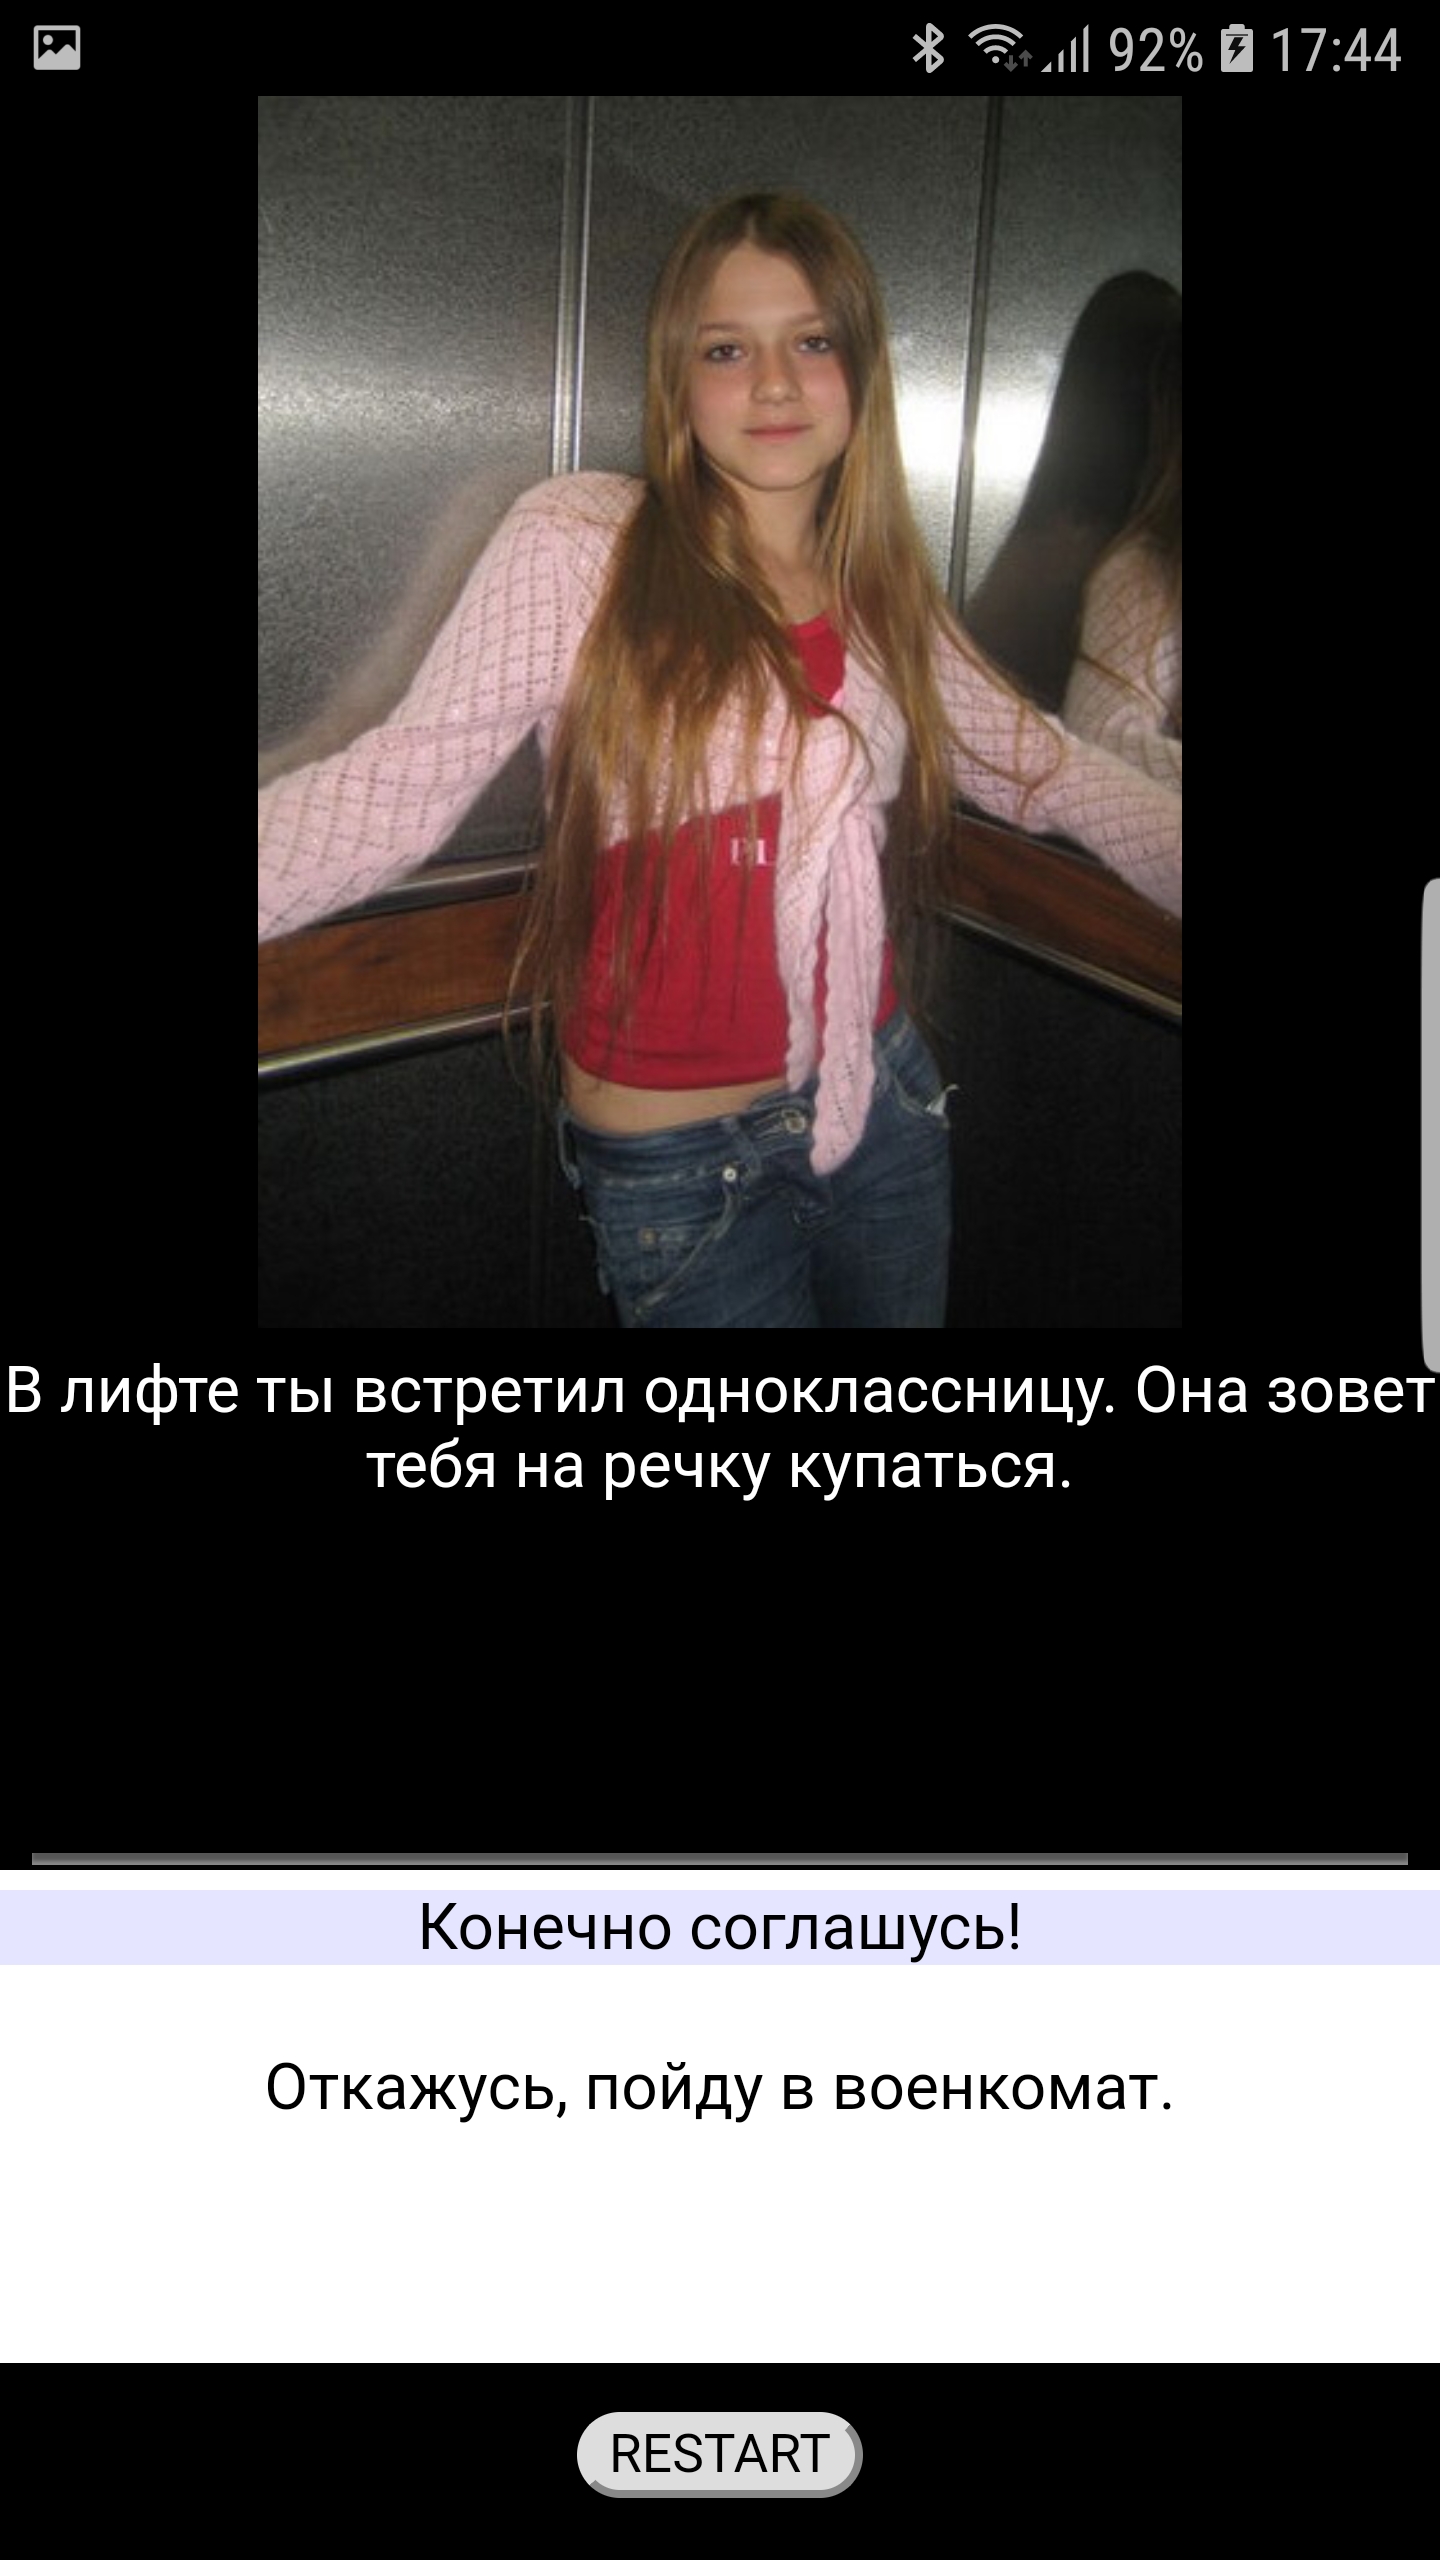 92% 17:44
В лифте ты встретил одноклассницу. Она зовет
тебя на речку купаться.
Конечно соглашусь!
Откажусь, пойду в военкомат.
RESTART